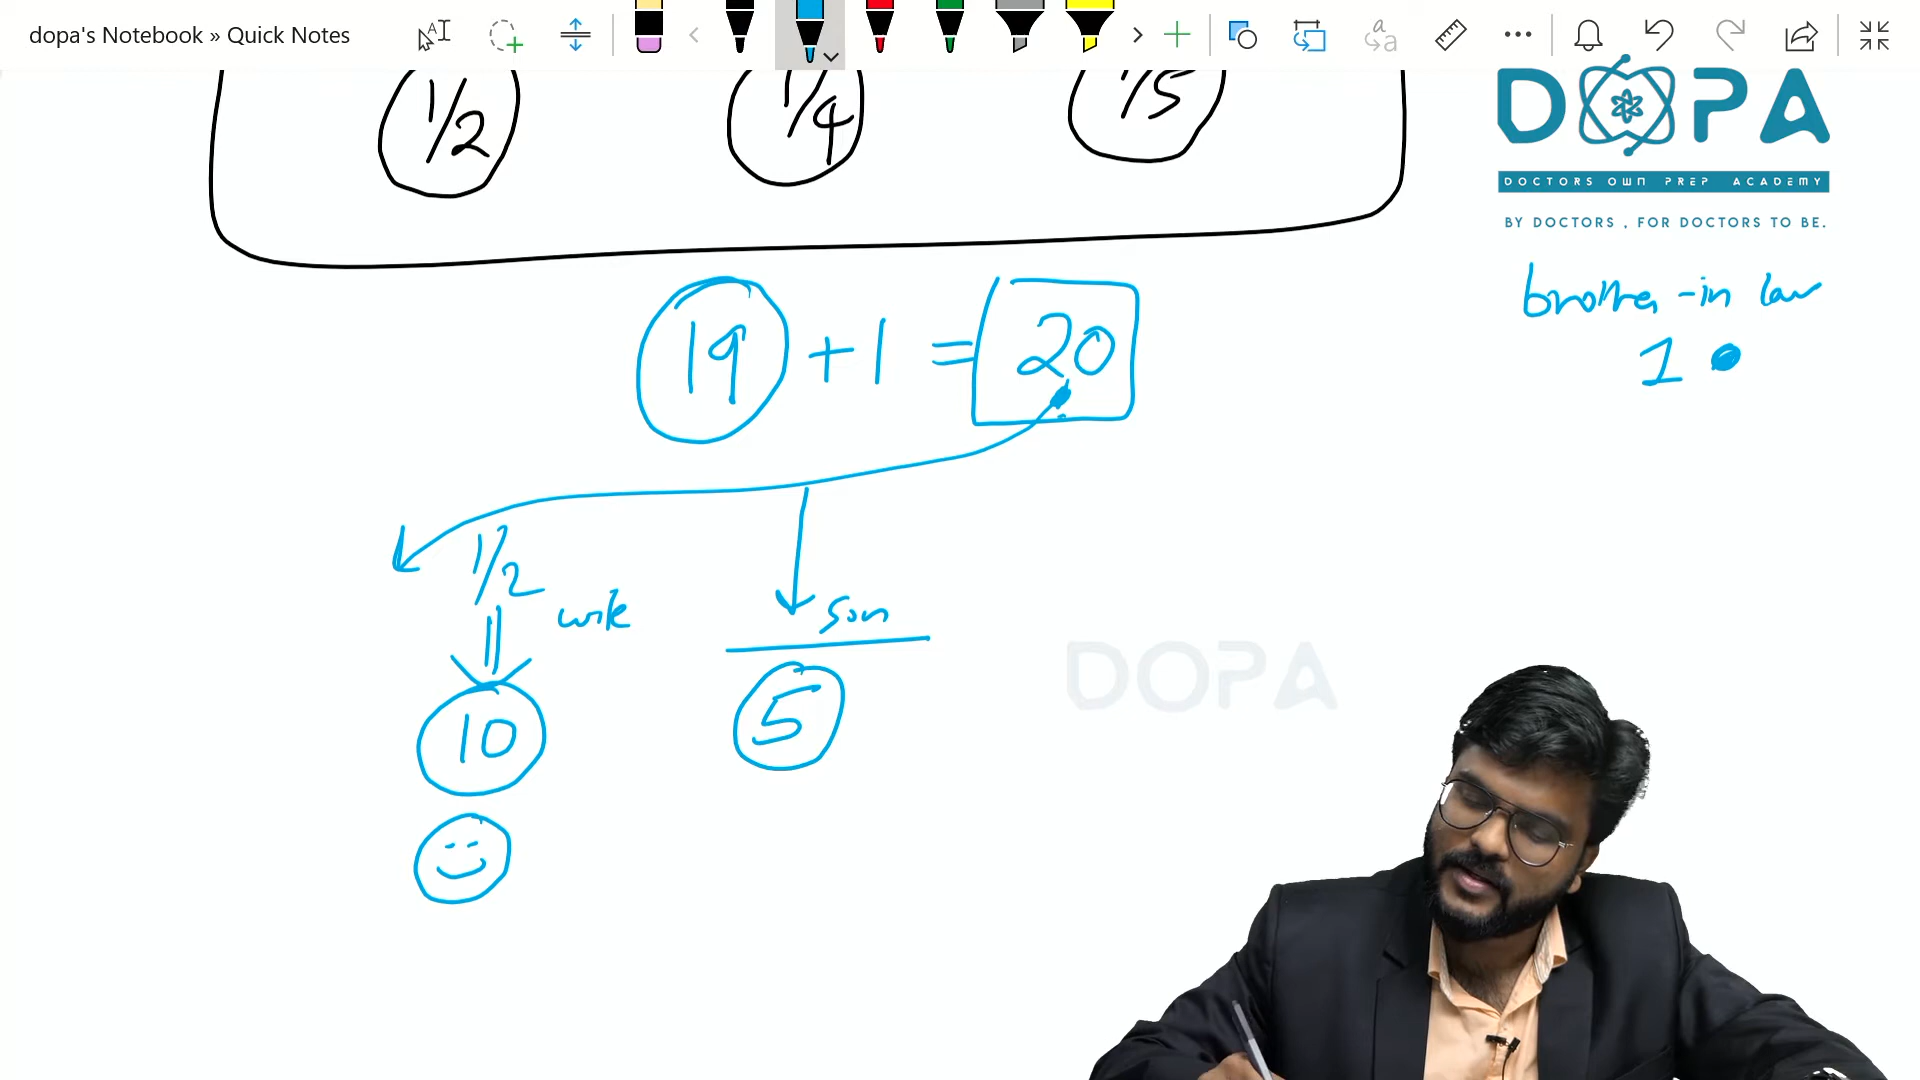 dopa's Notebook » Quick Notes
DOPA
DOCTORS OWN PREP ACADEMY
BY DOCTORS , FOR DOCTORS TO BE.
1/2 1/4 1/5
brother-in law
1
19 + 1 = 20
1/2
wife
son
10
5
DOPA